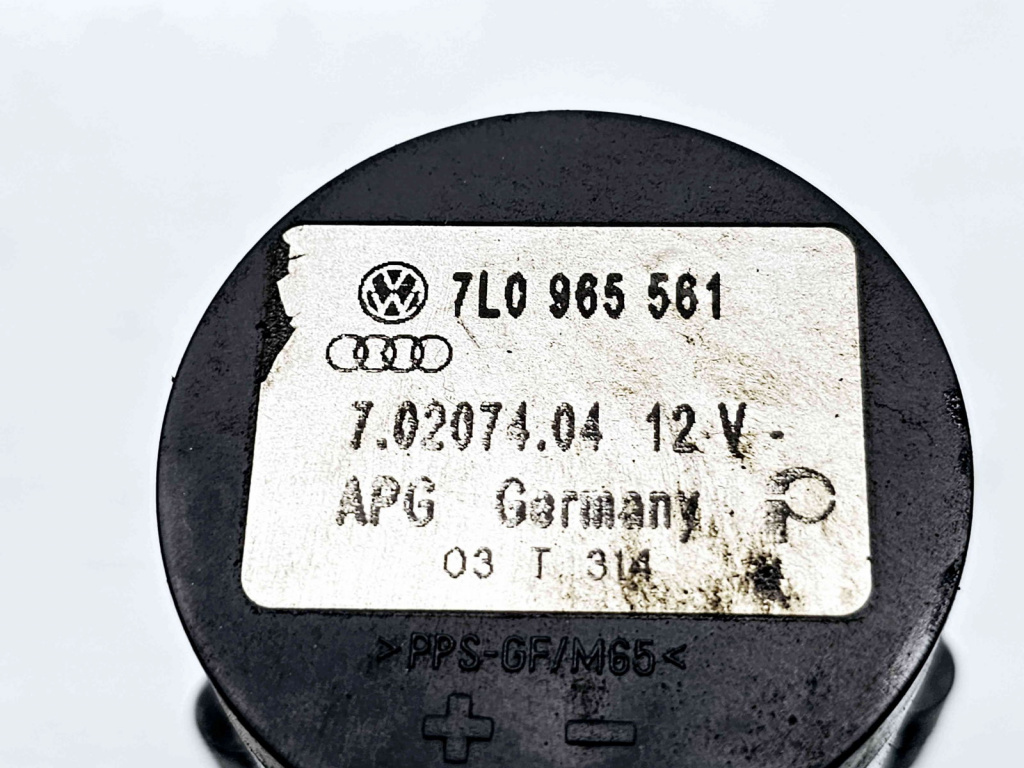 7L0 965 561
7.02074.04 12 V-
APG Germany
03 T 314
>PPS-GF/M65<
+ −